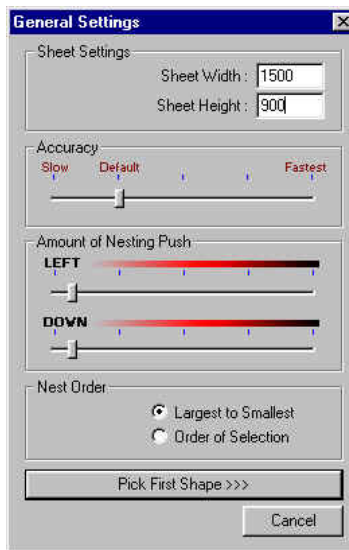 General Settings
Sheet Settings
Sheet Width : 1500
Sheet Height : 900
Accuracy
Slow Default Fastest
Amount of Nesting Push
LEFT
DOWN
Nest Order
Largest to Smallest
Order of Selection
Pick First Shape >>>
Cancel